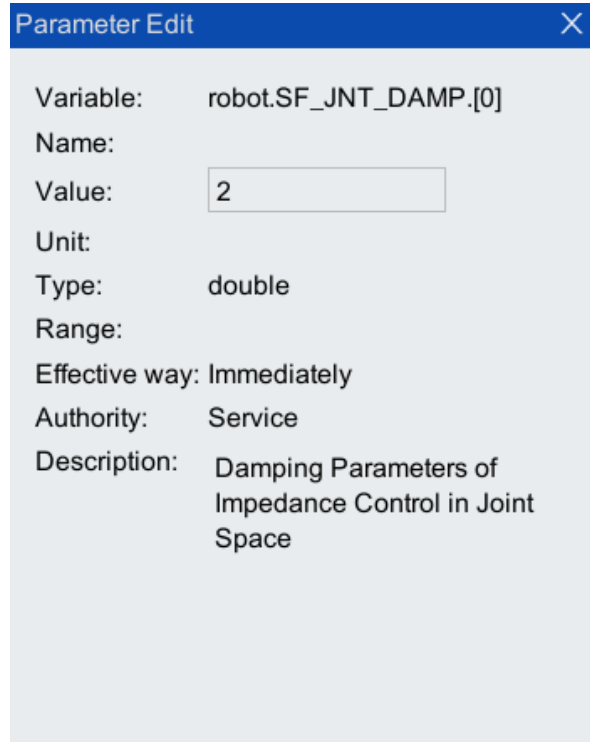 Parameter Edit
Variable: robot.SF_JNT_DAMP.[0]
Name:
Value: 2
Unit:
Type: double
Range:
Effective way: Immediately
Authority: Service
Description: Damping Parameters of
Impedance Control in Joint
Space